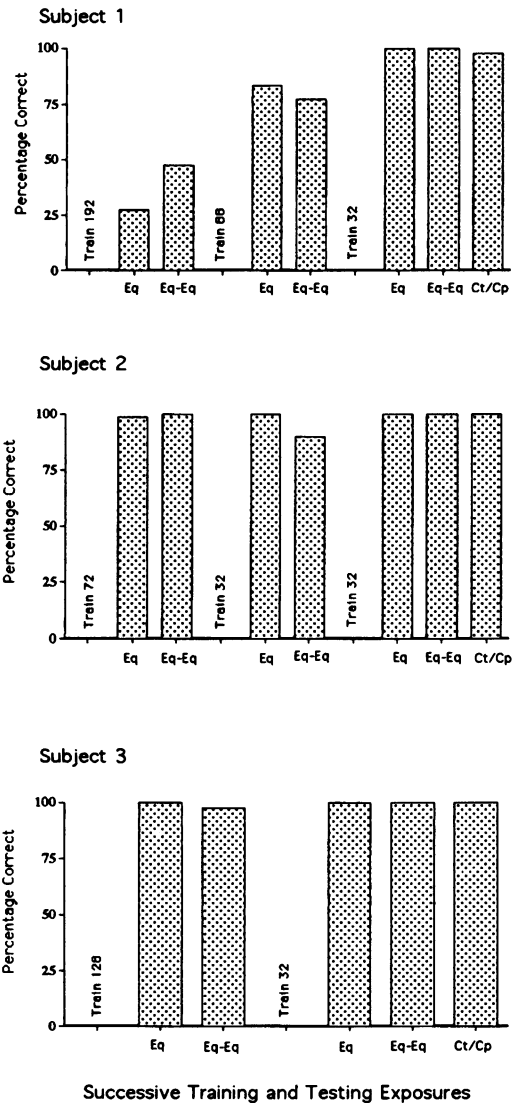 Subject 1
Percentage Correct
100
75
50
25
0
Train 192
Train 88
Train 32
Eq Eq-Eq Eq Eq-Eq Eq Eq-Eq Ct/Cp
Subject 2
Percentage Correct
100
75
50
25
0
Train 72
Train 32
Train 32
Eq Eq-Eq Eq Eq-Eq Eq Eq-Eq Ct/Cp
Subject 3
Percentage Correct
100
75
50
25
0
Train 128
Train 32
Eq Eq-Eq Eq Eq-Eq Ct/Cp
Successive Training and Testing Exposures